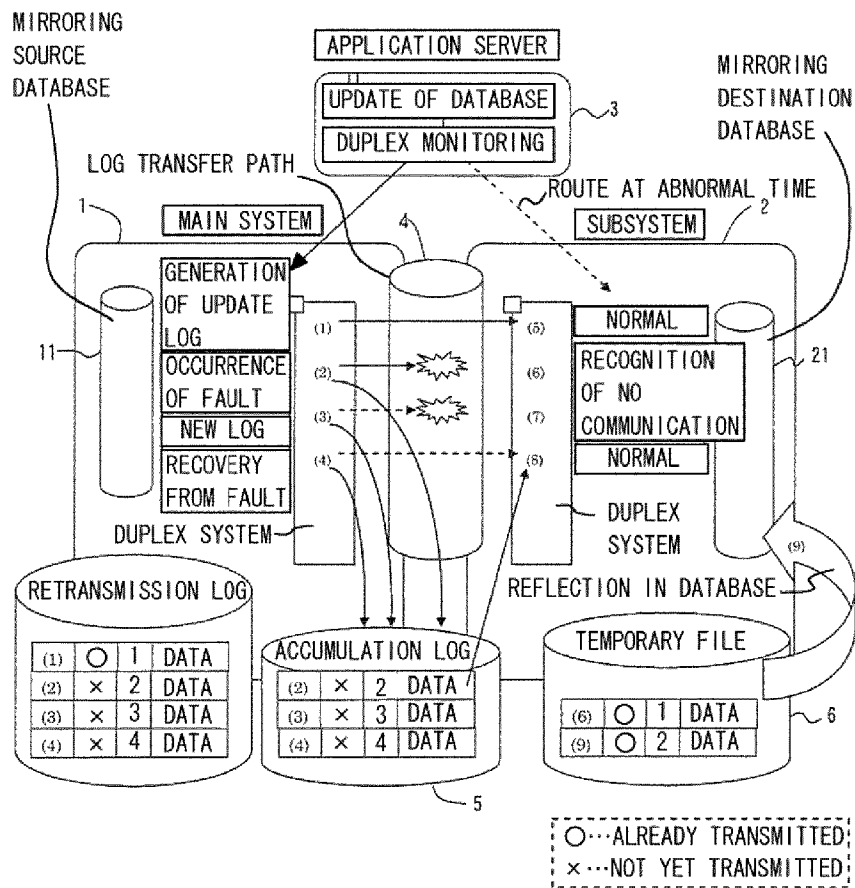 MIRRORING
SOURCE
DATABASE
APPLICATION SERVER
UPDATE OF DATABASE
DUPLEX MONITORING
3
MIRRORING
DESTINATION
DATABASE
LOG TRANSFER PATH
ROUTE AT ABNORMAL TIME
1
MAIN SYSTEM
4
SUBSYSTEM
2
GENERATION
OF UPDATE
LOG
OCCURRENCE
OF FAULT
NEW LOG
RECOVERY
FROM FAULT
11
(1)
(2)
(3)
(4)
DUPLEX SYSTEM
(5)
(6)
(7)
(8)
NORMAL
RECOGNITION
OF NO
COMMUNICATION
NORMAL
21
DUPLEX
SYSTEM
(9)
REFLECTION IN DATABASE
RETRANSMISSION LOG
(1) ○ 1 DATA
(2) × 2 DATA
(3) × 3 DATA
(4) × 4 DATA
ACCUMULATION LOG
(2) × 2 DATA
(3) × 3 DATA
(4) × 4 DATA
5
TEMPORARY FILE
(6) ○ 1 DATA
(9) ○ 2 DATA
6
○···ALREADY TRANSMITTED
×···NOT YET TRANSMITTED